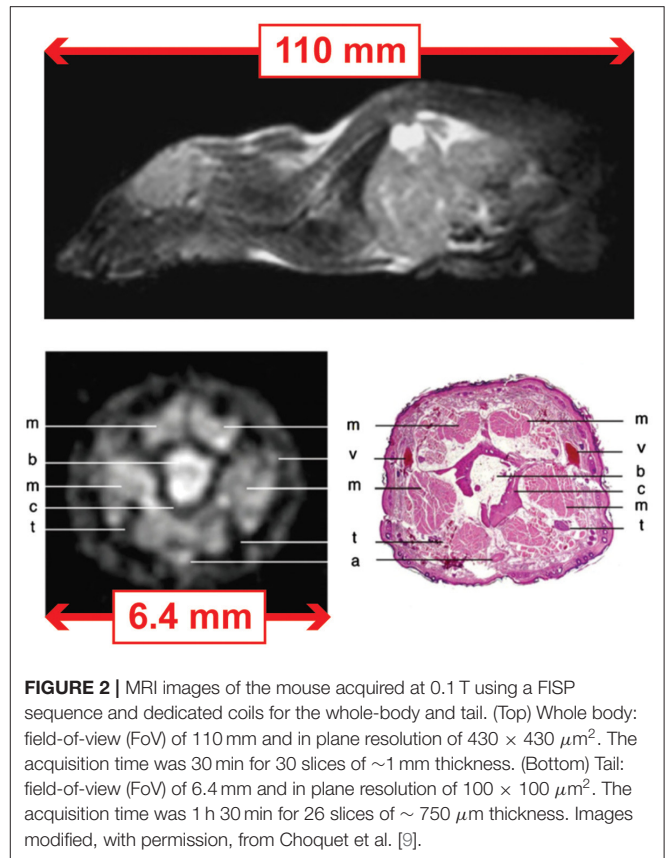 110 mm
m
b
m
c
t
m
v
m
t
a
m
v
b
c
m
t
6.4 mm
FIGURE 2 | MRI images of the mouse acquired at 0.1 T using a FISP
sequence and dedicated coils for the whole-body and tail. (Top) Whole body:
field-of-view (FoV) of 110 mm and in plane resolution of 430 × 430 μm². The
acquisition time was 30 min for 30 slices of ~1 mm thickness. (Bottom) Tail:
field-of-view (FoV) of 6.4 mm and in plane resolution of 100 × 100 μm². The
acquisition time was 1 h 30 min for 26 slices of ~ 750 μm thickness. Images
modified, with permission, from Choquet et al. [9].